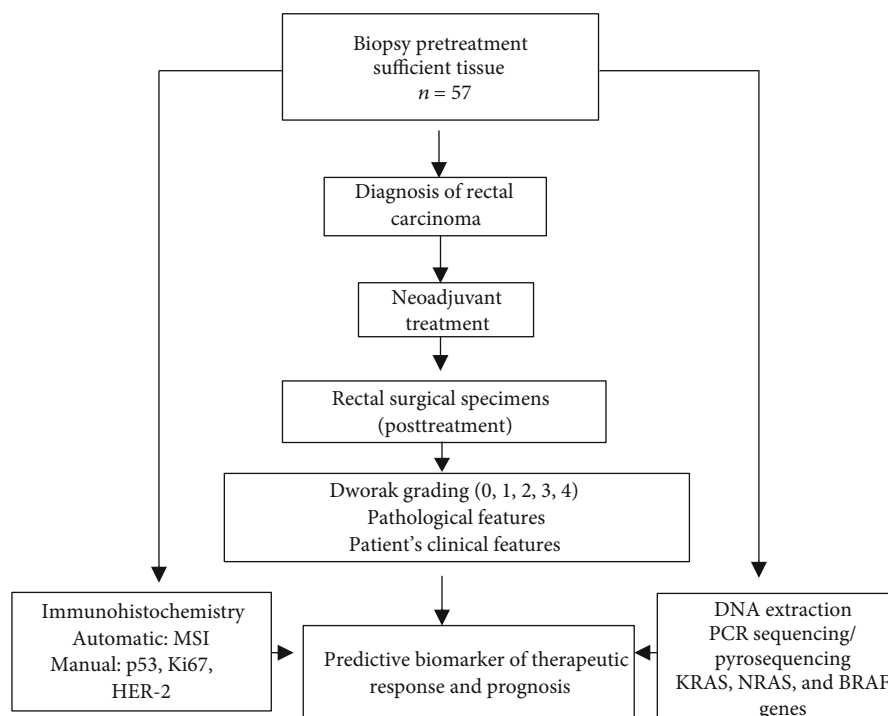 Biopsy pretreatment
sufficient tissue
n = 57
Diagnosis of rectal
carcinoma
Neoadjuvant
treatment
Rectal surgical specimens
(posttreatment)
Dworak grading (0, 1, 2, 3, 4)
Pathological features
Patient's clinical features
Immunohistochemistry
Automatic: MSI
Manual: p53, Ki67,
HER-2
Predictive biomarker of therapeutic
response and prognosis
DNA extraction
PCR sequencing/
pyrosequencing
KRAS, NRAS, and BRAF
genes